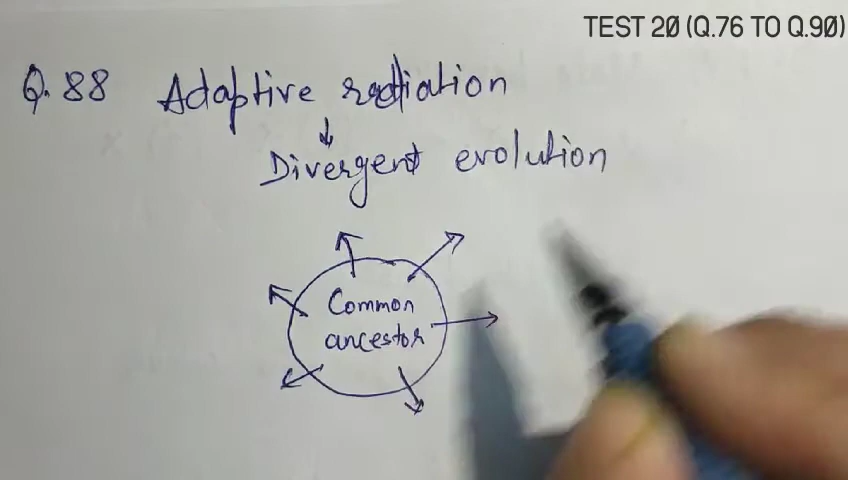 TEST 20 (Q.76 TO Q.90)
Q.88 Adaptive radiation
Divergent evolution
Common
ancestor